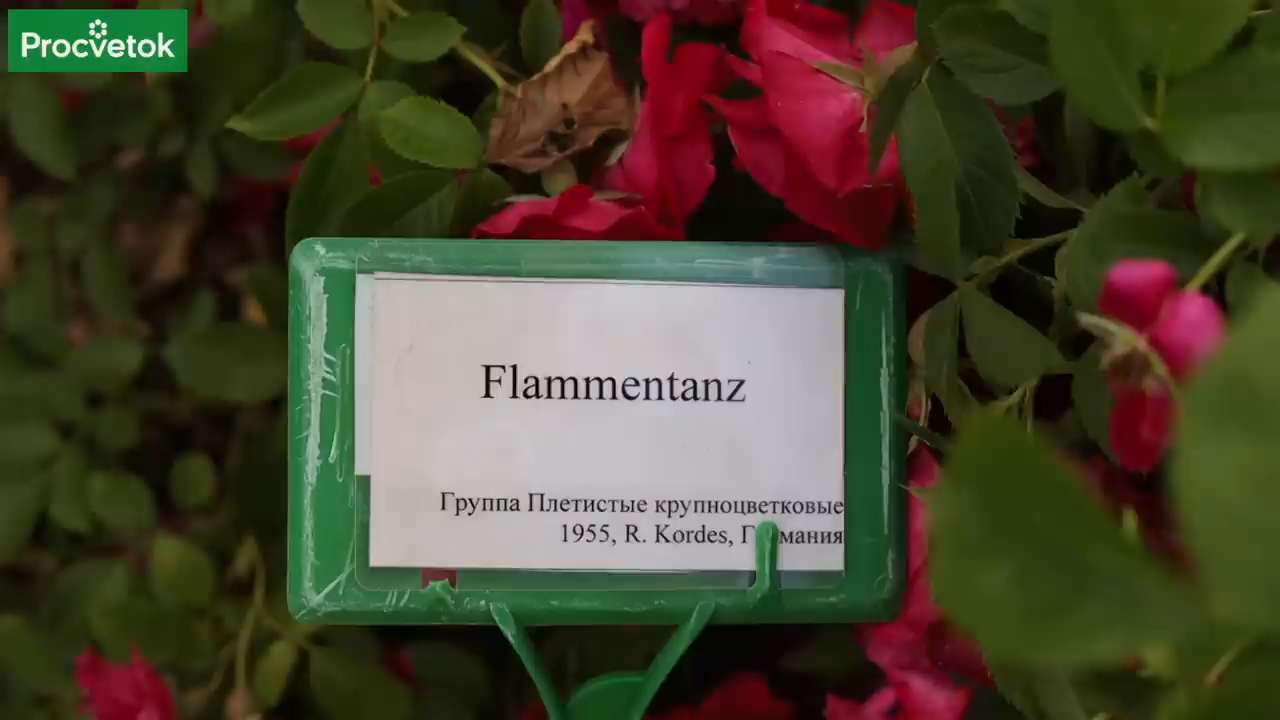 Procvetok
Flammentanz
Группа Плетистые крупноцветковые
1955, R. Kordes,